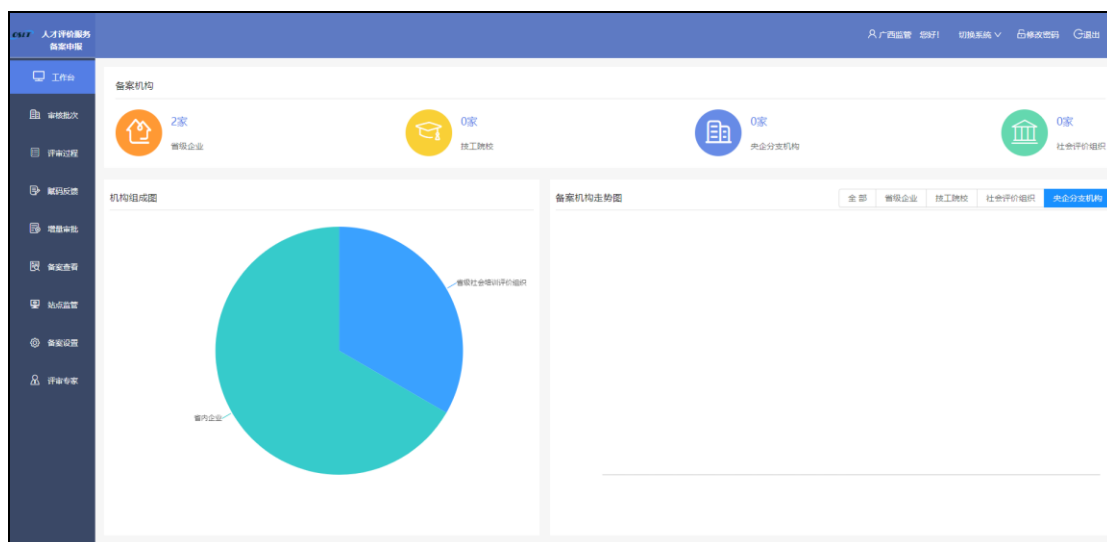 人才评价服务
备案申报
广西监管 您好!
切换系统
修改密码
退出
工作台
审核批次
评审过程
赋码反馈
增量审批
备案查看
站点监管
备案设置
评审专家
备案机构
2家
省级企业
0家
技工院校
0家
央企分支机构
0家
社会评价组织
机构组成图
省级社会培训评价组织
省内企业
备案机构走势图
全部 省级企业 技工院校 社会评价组织 央企分支机构